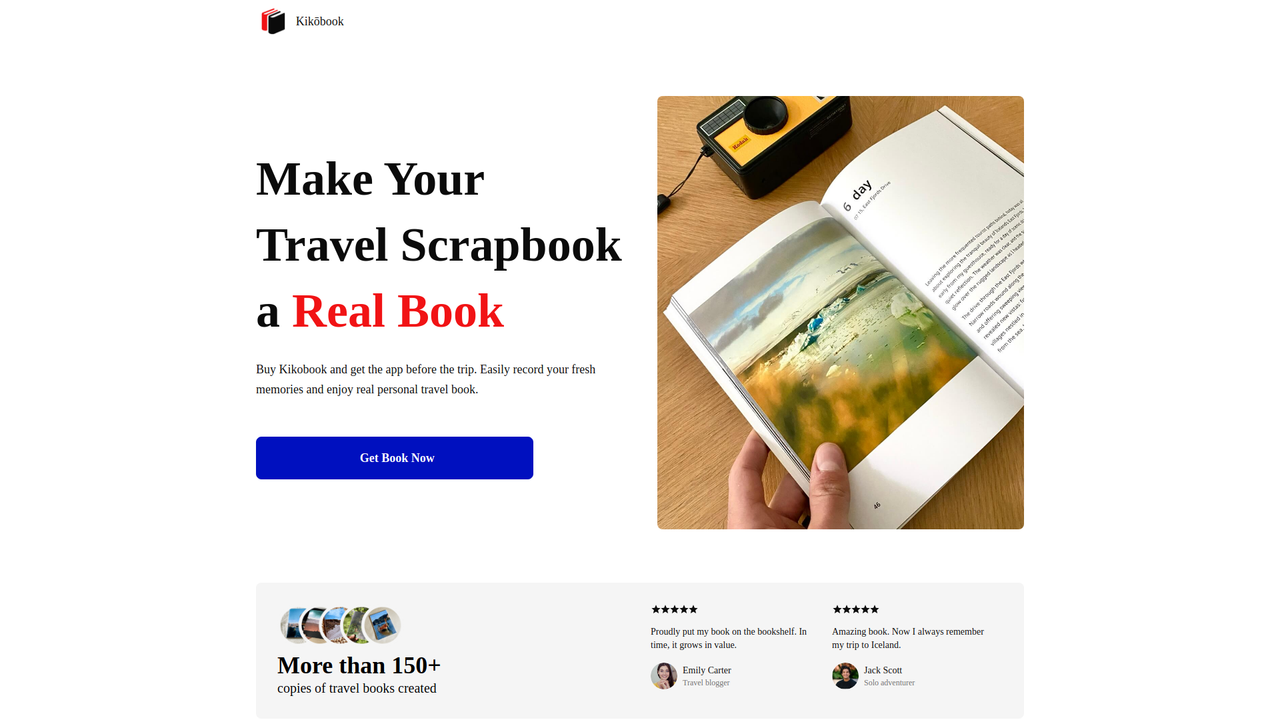 Kikōbook
Make Your
Travel Scrapbook
a Real Book
Buy Kikobook and get the app before the trip. Easily record your fresh
memories and enjoy real personal travel book.
Get Book Now
Kodak
6 day
East Fjords Drive
46
More than 150+
copies of travel books created
★★★★★
Proudly put my book on the bookshelf. In
time, it grows in value.
Emily Carter
Travel blogger
★★★★★
Amazing book. Now I always remember
my trip to Iceland.
Jack Scott
Solo adventurer